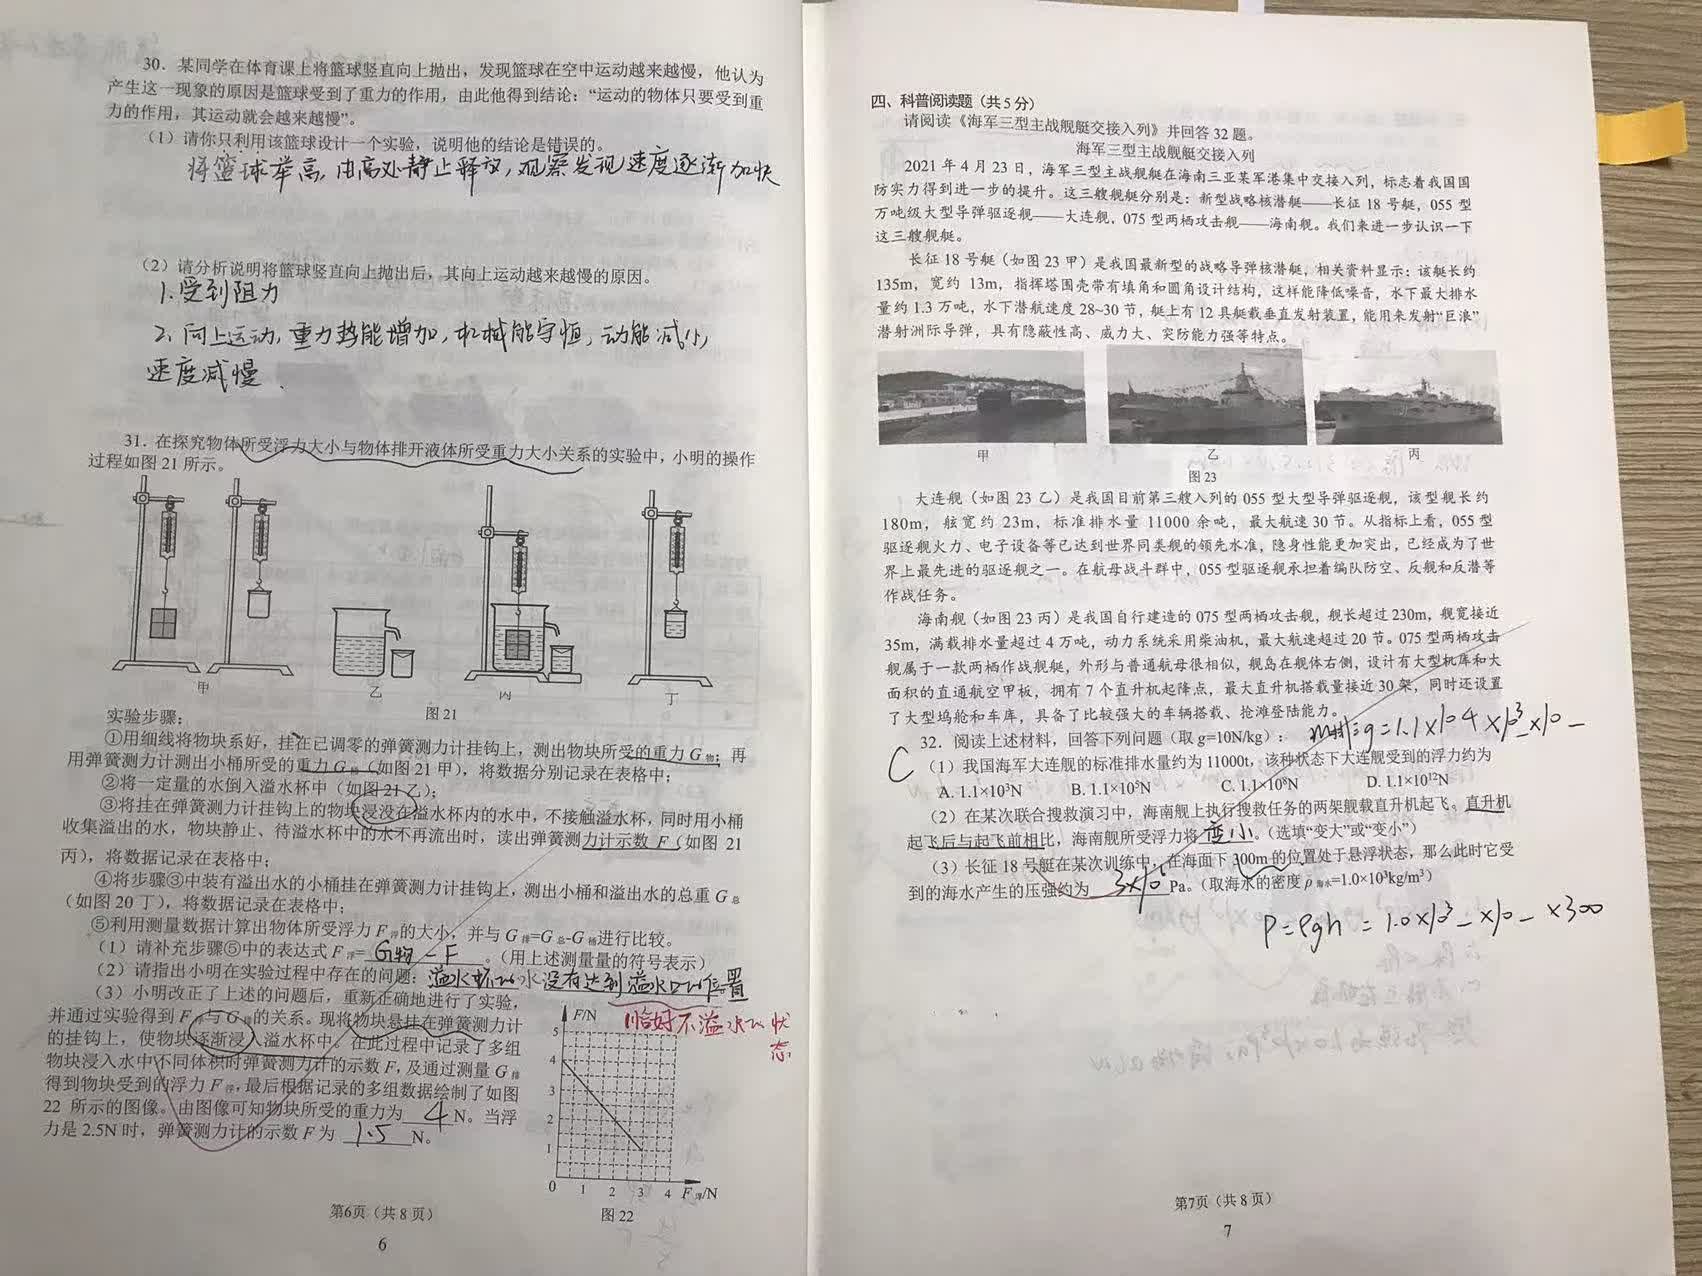 30．某同学在体育课上将篮球竖直向上抛出，发现篮球在空中运动越来越慢，他认为
产生这一现象的原因是篮球受到了重力的作用，由此他得到结论：“运动的物体只要受到重
力的作用，其运动就会越来越慢”。
（1）请你只利用该篮球设计一个实验，说明他的结论是错误的。
将篮球举高，由高处静止释放，观察发现速度逐渐加快
（2）请分析说明将篮球竖直向上抛出后，其向上运动越来越慢的原因。
1.受到阻力
2、向上运动，重力势能增加，机械能守恒，动能减小，
速度减慢．
31．在探究物体所受浮力大小与物体排开液体所受重力大小关系的实验中，小明的操作
过程如图21所示。
甲
乙
丙
丁
图21
实验步骤：
①用细线将物块系好，挂在已调零的弹簧测力计挂钩上，测出物块所受的重力G物；再
用弹簧测力计测出小桶所受的重力G桶（如图21甲），将数据分别记录在表格中；
②将一定量的水倒入溢水杯中（如图21乙）；
③将挂在弹簧测力计挂钩上的物块浸没在溢水杯内的水中，不接触溢水杯，同时用小桶
收集溢出的水，物块静止、待溢水杯中的水不再流出时，读出弹簧测力计示数F（如图21
丙），将数据记录在表格中；
④将步骤③中装有溢出水的小桶挂在弹簧测力计挂钩上，测出小桶和溢出水的总重G总
（如图20丁），将数据记录在表格中；
⑤利用测量数据计算出物体所受浮力F浮的大小，并与G排=G总-G桶进行比较。
（1）请补充步骤⑤中的表达式F浮= G物－F 。（用上述测量量的符号表示）
（2）请指出小明在实验过程中存在的问题：溢水杯的水没有达到溢水口的位置
恰好不溢水的状态
（3）小明改正了上述的问题后，重新正确地进行了实验，
并通过实验得到F浮与G排的关系。现将物块悬挂在弹簧测力计
的挂钩上，使物块逐渐浸入溢水杯中。在此过程中记录了多组
物块浸入水中不同体积时弹簧测力计的示数F，及通过测量G排
得到物块受到的浮力F浮，最后根据记录的多组数据绘制了如图
22所示的图像。由图像可知物块所受的重力为 4 N。当浮
力是2.5N时，弹簧测力计的示数F为 1.5 N。
F/N
5
4
3
2
1
0 1 2 3 4 F浮/N
图22
第6页（共8页）
6
四、科普阅读题（共5分）
请阅读《海军三型主战舰艇交接入列》并回答32题。
海军三型主战舰艇交接入列
2021年4月23日，海军三型主战舰艇在海南三亚某军港集中交接入列，标志着我国国
防实力得到进一步的提升。这三艘舰艇分别是：新型战略核潜艇——长征18号艇，055型
万吨级大型导弹驱逐舰——大连舰，075型两栖攻击舰——海南舰。我们来进一步认识一下
这三艘舰艇。
长征18号艇（如图23甲）是我国最新型的战略导弹核潜艇，相关资料显示：该艇长约
135m，宽约13m，指挥塔围壳带有填角和圆角设计结构，这样能降低噪音，水下最大排水
量约1.3万吨，水下潜航速度28~30节，艇上有12具艇载垂直发射装置，能用来发射“巨浪”
潜射洲际导弹，具有隐蔽性高、威力大、突防能力强等特点。
甲
乙
丙
图23
大连舰（如图23乙）是我国目前第三艘入列的055型大型导弹驱逐舰，该型舰长约
180m，舷宽约23m，标准排水量11000余吨，最大航速30节。从指标上看，055型
驱逐舰火力、电子设备等已达到世界同类舰的领先水准，隐身性能更加突出，已经成为了世
界上最先进的驱逐舰之一。在航母战斗群中，055型驱逐舰承担着编队防空、反舰和反潜等
作战任务。
海南舰（如图23丙）是我国自行建造的075型两栖攻击舰，舰长超过230m，舰宽接近
35m，满载排水量超过4万吨，动力系统采用柴油机，最大航速超过20节。075型两栖攻击
舰属于一款两栖作战舰艇，外形与普通航母很相似，舰岛在舰体右侧，设计有大型机库和大
面积的直通航空甲板，拥有7个直升机起降点，最大直升机搭载量接近30架，同时还设置
了大型坞舱和车库，具备了比较强大的车辆搭载、抢滩登陆能力。
32．阅读上述材料，回答下列问题（取g=10N/kg）： m排g=1.1×10 4 ×10³×10
C
（1）我国海军大连舰的标准排水量约为11000t，该种状态下大连舰受到的浮力约为
A. 1.1×10³N B. 1.1×10⁵N C. 1.1×10⁸N D. 1.1×10¹²N
（2）在某次联合搜救演习中，海南舰上执行搜救任务的两架舰载直升机起飞。直升机
起飞后与起飞前相比，海南舰所受浮力将 变小 。（选填“变大”或“变小”）
（3）长征18号艇在某次训练中，在海面下300m的位置处于悬浮状态，那么此时它受
到的海水产生的压强约为 3×10⁶ Pa。（取海水的密度ρ海水=1.0×10³kg/m³）
P=ρgh=1.0×10³×10×300
第7页（共8页）
7